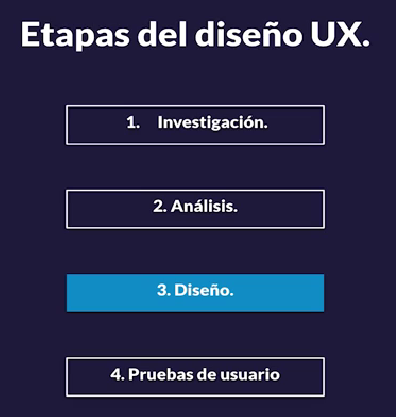 Etapas del diseño UX.
1. Investigación.
2. Análisis.
3. Diseño.
4. Pruebas de usuario